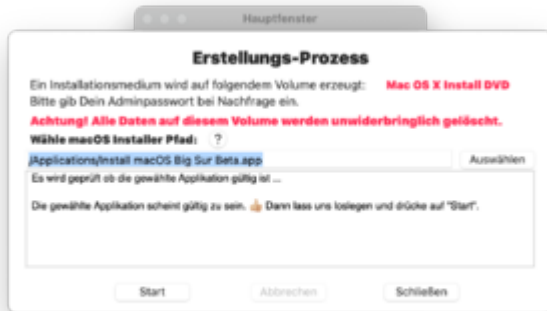 Hauptfenster
Erstellungs-Prozess
Ein Installationsmedium wird auf folgendem Volume erzeugt: Mac OS X Install DVD
Bitte gib Dein Adminpasswort bei Nachfrage ein.
Achtung! Alle Daten auf diesem Volume werden unwiderbringlich gelöscht.
Wähle macOS Installer Pfad: ?
/Applications/Install macOS Big Sur Beta.app Auswählen
Es wird geprüft ob die gewählte Applikation gültig ist ...
Die gewählte Applikation scheint gültig zu sein. 👍🏼 Dann lass uns loslegen und drücke auf "Start".
Start Abbrechen Schließen